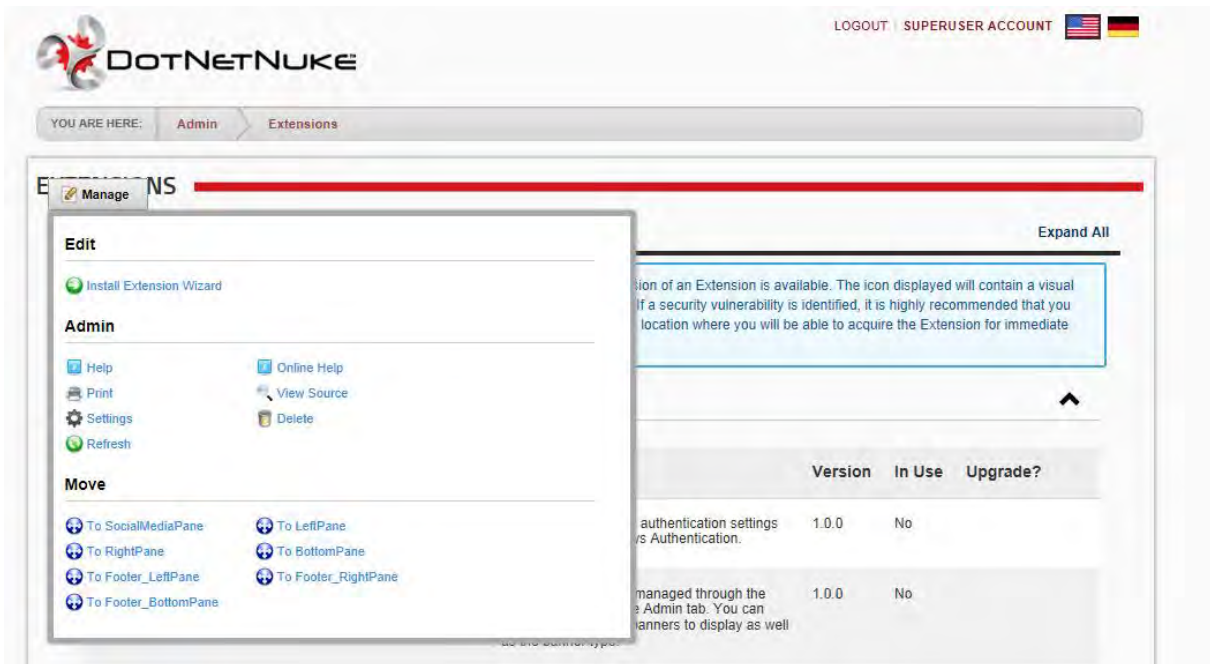 LOGOUT | SUPERUSER ACCOUNT
DOTNETNUKE
YOU ARE HERE: Admin Extensions
NS
Manage
Expand All
Edit
Install Extension Wizard
sion of an Extension is available. The icon displayed will contain a visual
If a security vulnerability is identified, it is highly recommended that you
location where you will be able to acquire the Extension for immediate
Admin
Help Online Help
Print View Source
Settings Delete
Refresh
Move
Version In Use Upgrade?
To SocialMediaPane To LeftPane
To RightPane To BottomPane
To Footer_LeftPane To Footer_RightPane
To Footer_BottomPane
authentication settings 1.0.0 No
Authentication.
managed through the 1.0.0 No
Admin tab. You can
banners to display as well